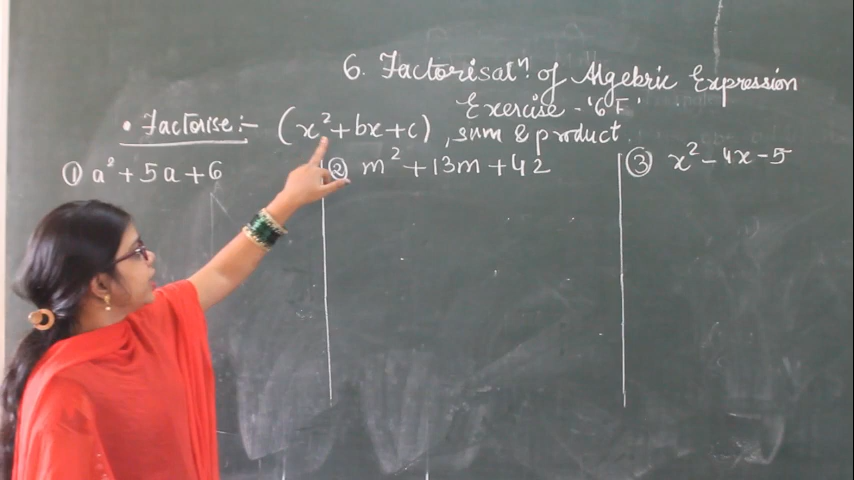 6. Factorisatⁿ. of Algebric Expression
Exercise - '6F'
• Factorise:- (x²+bx+c), sum & product
① a²+5a+6
② m²+13m+42
③ x²-4x-5